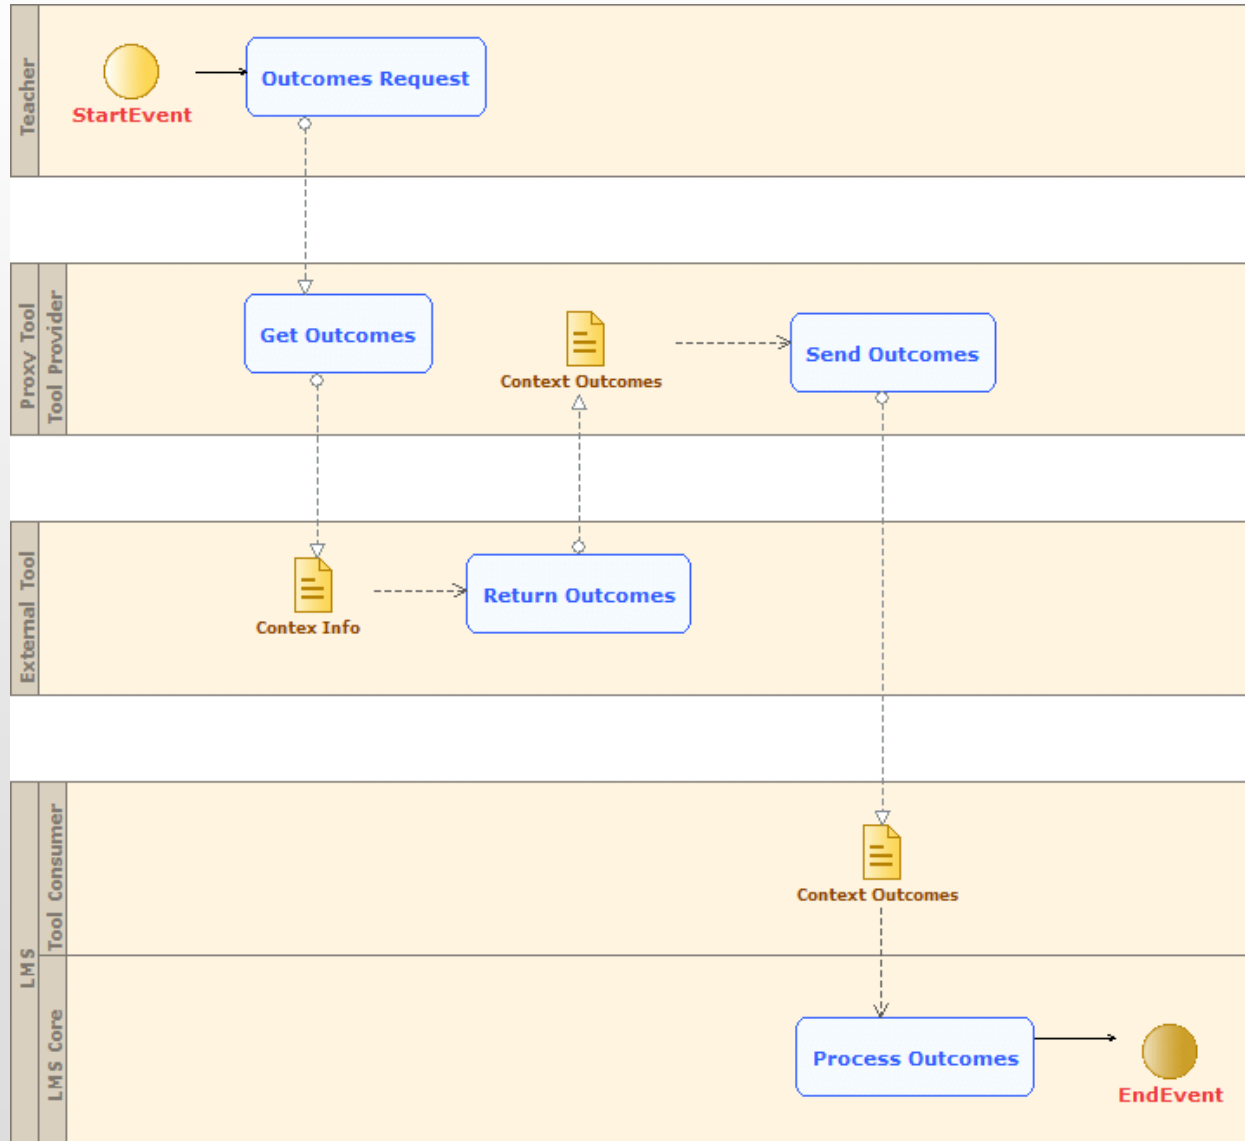 Teacher
StartEvent
Outcomes Request
Proxy Tool
Tool Provider
Get Outcomes
Context Outcomes
Send Outcomes
External Tool
Contex Info
Return Outcomes
LMS
Tool Consumer
Context Outcomes
LMS Core
Process Outcomes
EndEvent